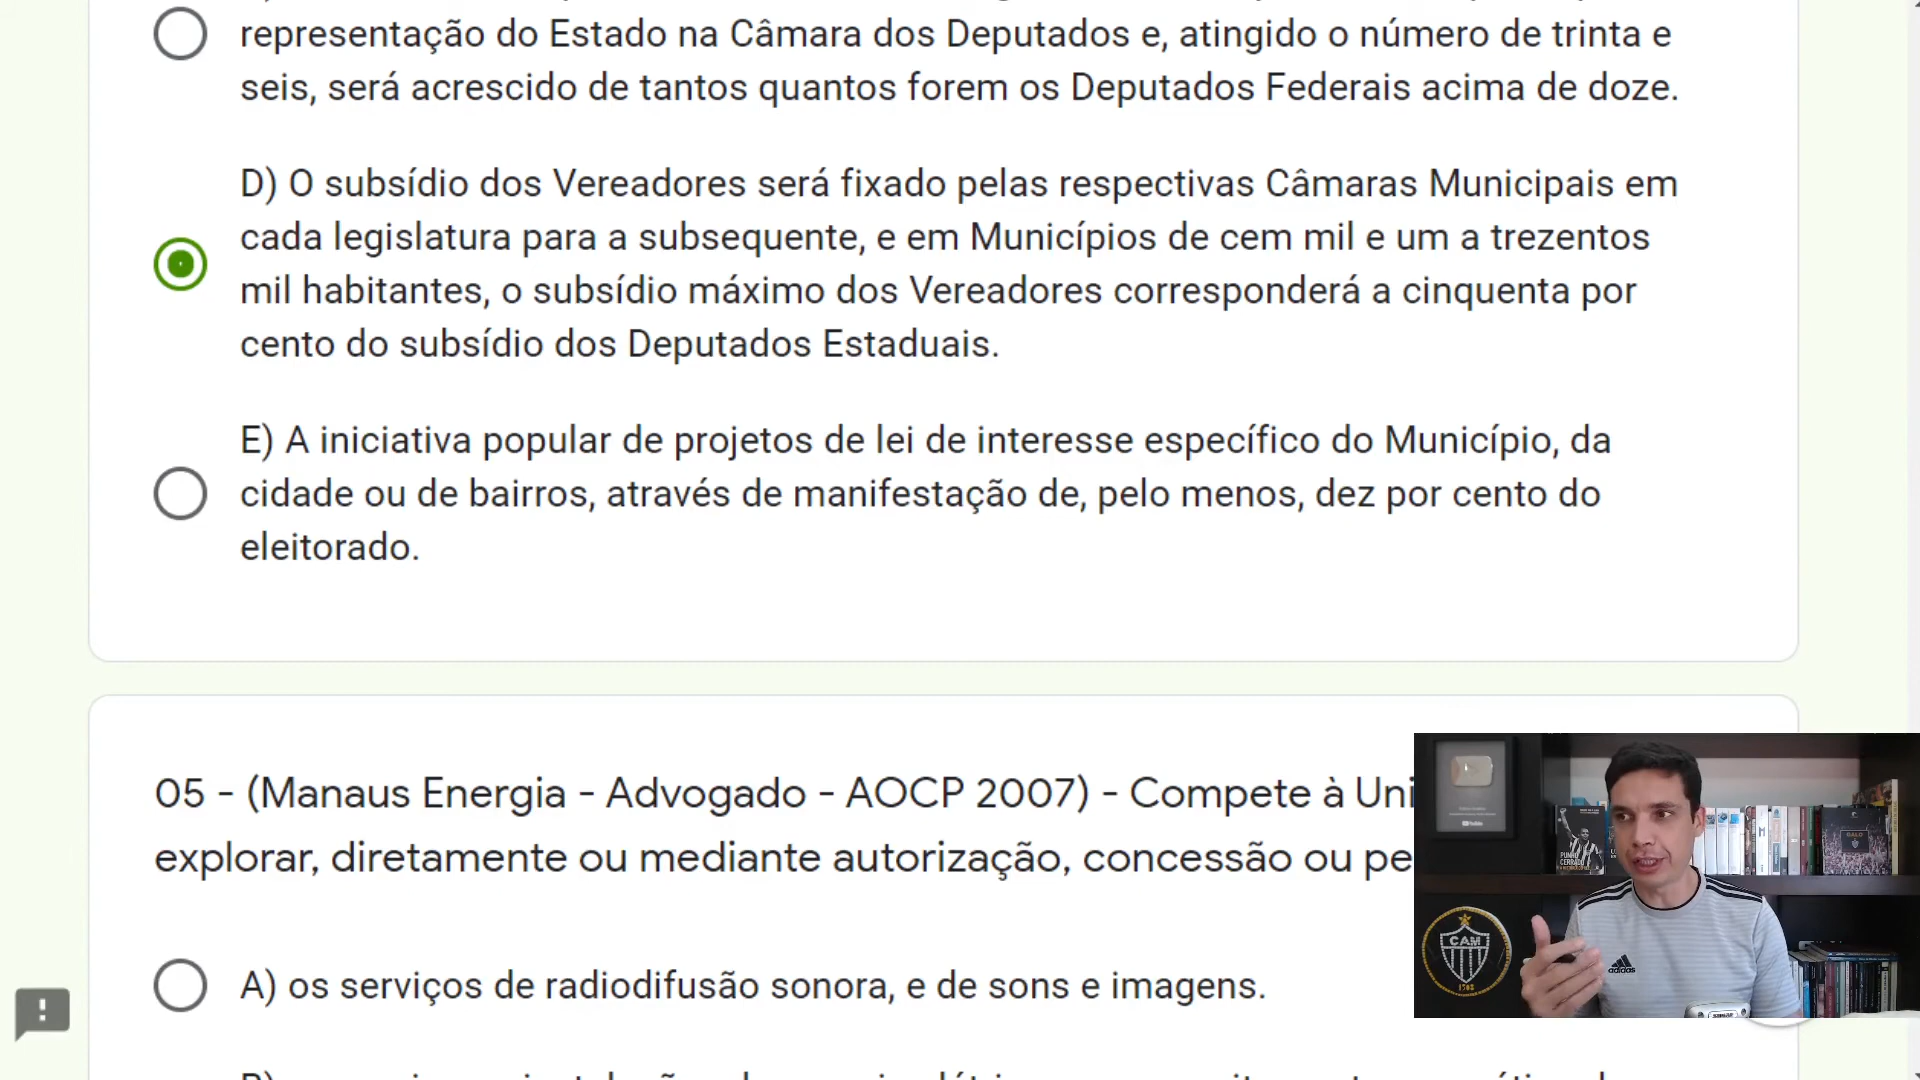 representação do Estado na Câmara dos Deputados e, atingido o número de trinta e
seis, será acrescido de tantos quantos forem os Deputados Federais acima de doze.
D) O subsídio dos Vereadores será fixado pelas respectivas Câmaras Municipais em
cada legislatura para a subsequente, e em Municípios de cem mil e um a trezentos
mil habitantes, o subsídio máximo dos Vereadores corresponderá a cinquenta por
cento do subsídio dos Deputados Estaduais.
E) A iniciativa popular de projetos de lei de interesse específico do Município, da
cidade ou de bairros, através de manifestação de, pelo menos, dez por cento do
eleitorado.
05 - (Manaus Energia - Advogado - AOCP 2007) - Compete à Uni
explorar, diretamente ou mediante autorização, concessão ou pe
A) os serviços de radiodifusão sonora, e de sons e imagens.
PUNHO
CERRADO
GALO
CAM
adidas